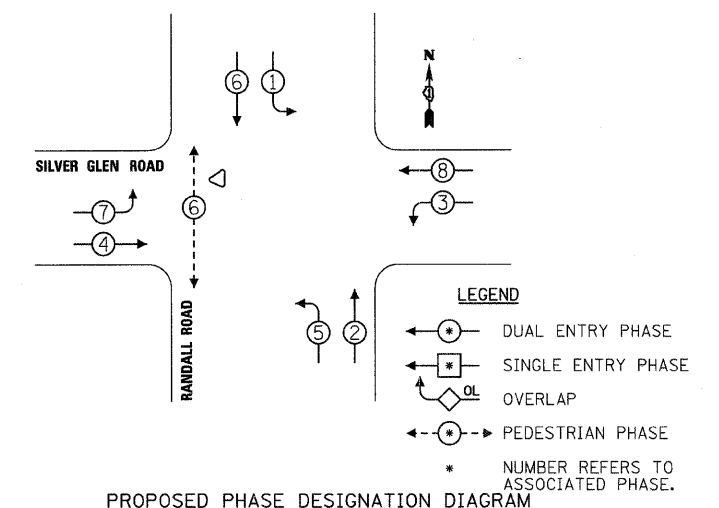 6 1
N
SILVER GLEN ROAD
8
7
6
3
4
RANDALL ROAD
5 2
LEGEND
* DUAL ENTRY PHASE
* SINGLE ENTRY PHASE
OL OVERLAP
* PEDESTRIAN PHASE
* NUMBER REFERS TO
ASSOCIATED PHASE.
PROPOSED PHASE DESIGNATION DIAGRAM